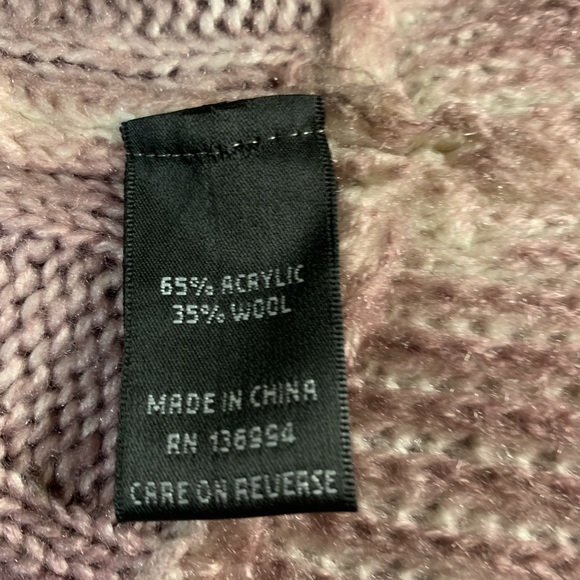 65% ACRYLIC
35% WOOL
MADE IN CHINA
RN 136994
CARE ON REVERSE